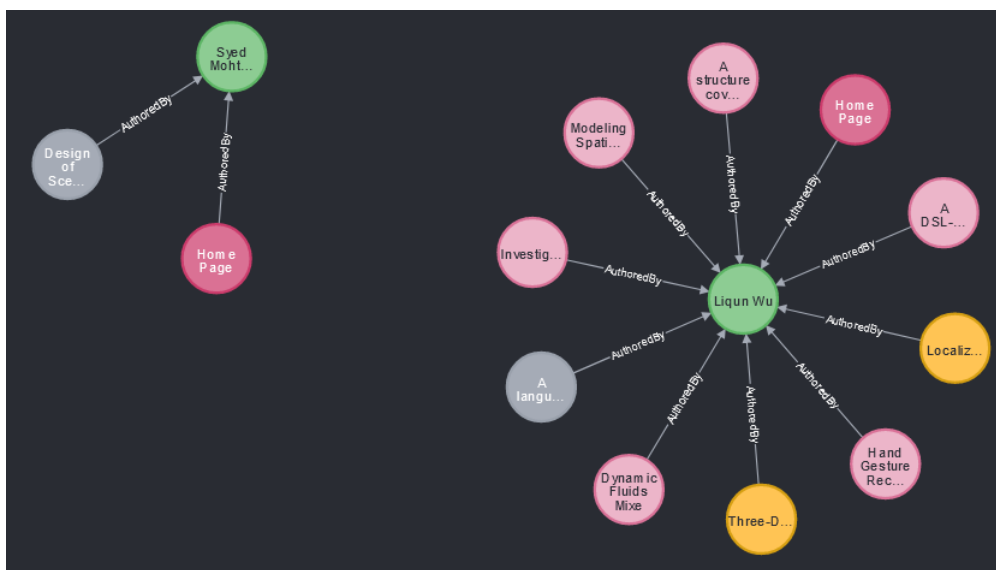 Syed
Moht...
AuthoredBy
Design
of
Sce...
AuthoredBy
Home
Page
A
structure
cov...
Home
Page
Modeling
Spati...
AuthoredBy
AuthoredBy
AuthoredBy
A
DSL-...
Investig...
AuthoredBy
AuthoredBy
Liqun Wu
AuthoredBy
Localiz...
AuthoredBy
A
langu...
AuthoredBy
AuthoredBy
AuthoredBy
Dynamic
Fluids
Mixe
Three-D...
Hand
Gesture
Rec...